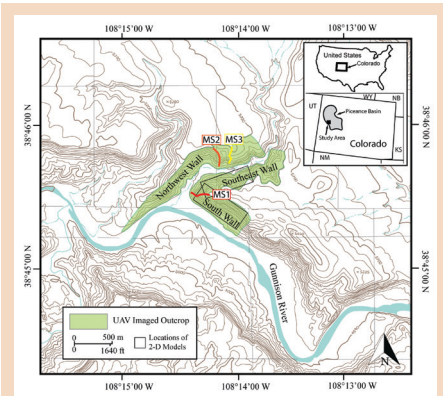 108°15'00 W 108°14'00 W 108°13'00 W
United States
Colorado
WY NB
UT
Piceance Basin
Study Area
Colorado
KS
NM
38°46'00 N
38°46'00 N
MS2 MS3
Northwest Wall
Southeast Wall
MS1
South Wall
38°45'00 N
38°45'00 N
Gunnison River
UAV Imaged Outcrop
0 500 m
0 1640 ft
Locations of
2-D Models
N
108°15'00 W 108°14'00 W 108°13'00 W